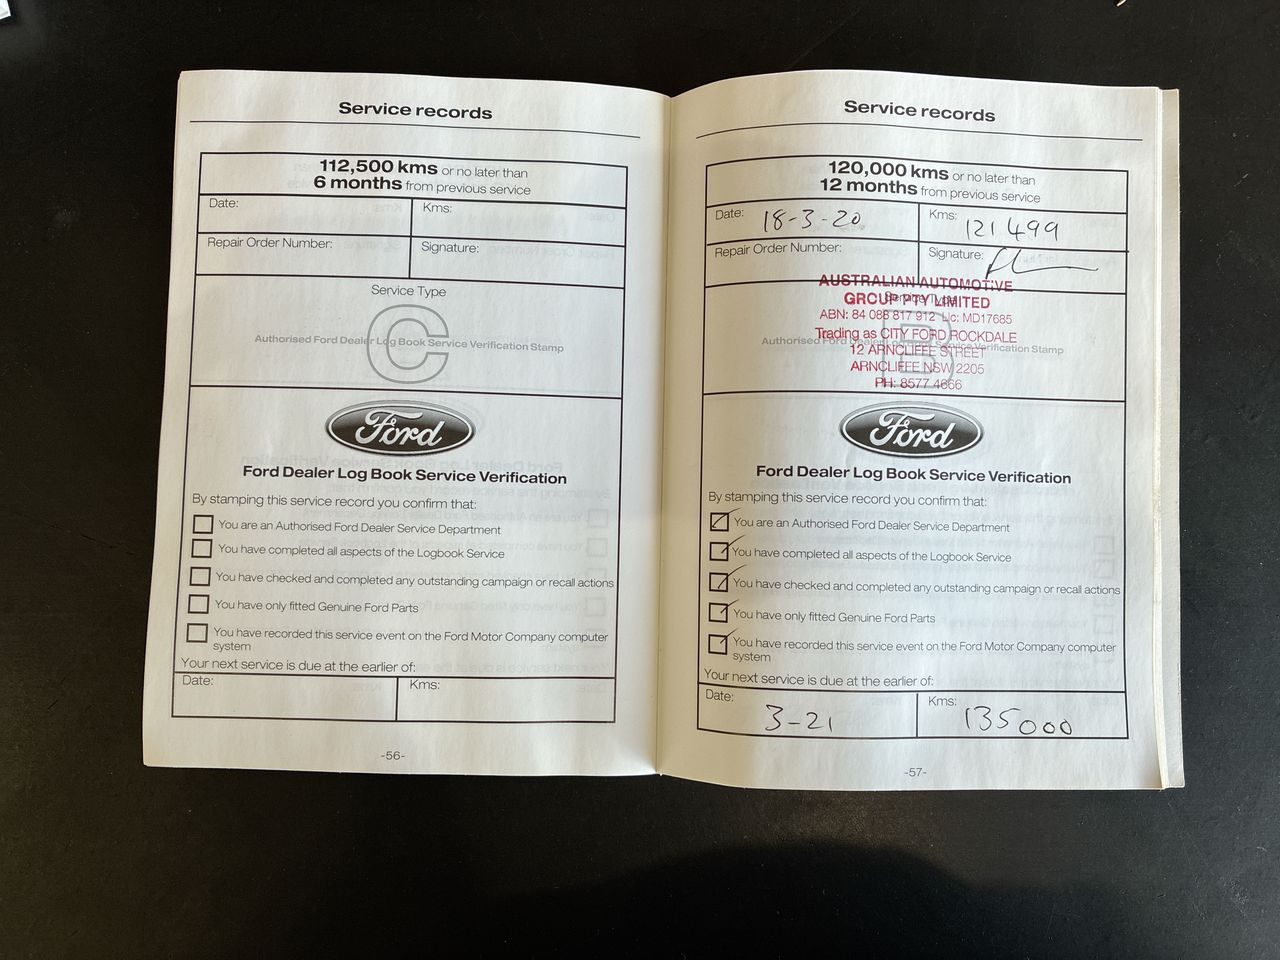 Service records
112,500 kms or no later than
6 months from previous service
Date:
Kms:
Repair Order Number:
Signature:
Service Type
C
Authorised Ford Dealer Log Book Service Verification Stamp
Ford
Ford Dealer Log Book Service Verification
By stamping this service record you confirm that:
You are an Authorised Ford Dealer Service Department
You have completed all aspects of the Logbook Service
You have checked and completed any outstanding campaign or recall actions
You have only fitted Genuine Ford Parts
You have recorded this service event on the Ford Motor Company computer
system
Your next service is due at the earlier of:
Date:
Kms:
-56-
Service records
120,000 kms or no later than
12 months from previous service
Date: 18-3-20
Kms: 121499
Repair Order Number:
Signature:
AUSTRALIAN AUTOMOTIVE
Service Type
GROUP PTY LIMITED
ABN: 84 088 817 912 Lic: MD17685
Trading as CITY FORD ROCKDALE
B
Authorised Ford Dealer Log Book Service Verification Stamp
12 ARNCLIFFE STREET
ARNCLIFFE NSW 2205
PH: 8577 4666
Ford
Ford Dealer Log Book Service Verification
By stamping this service record you confirm that:
You are an Authorised Ford Dealer Service Department
You have completed all aspects of the Logbook Service
You have checked and completed any outstanding campaign or recall actions
You have only fitted Genuine Ford Parts
You have recorded this service event on the Ford Motor Company computer
system
Your next service is due at the earlier of:
Date: 3-21
Kms: 135000
-57-